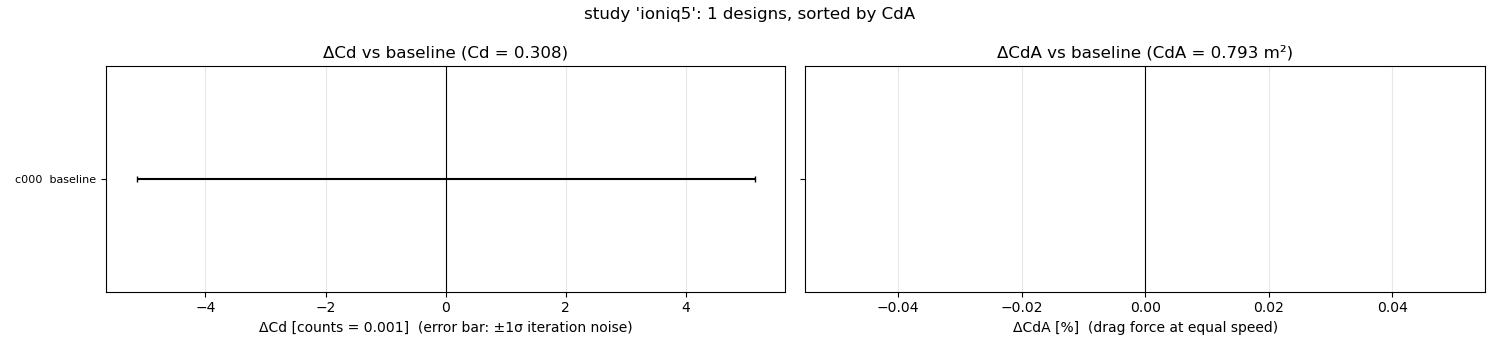 study 'ioniq5': 1 designs, sorted by CdA
ΔCd vs baseline (Cd = 0.308)
c000  baseline
−4 −2 0 2 4
ΔCd [counts = 0.001]  (error bar: ±1σ iteration noise)
ΔCdA vs baseline (CdA = 0.793 m²)
−0.04 −0.02 0.00 0.02 0.04
ΔCdA [%]  (drag force at equal speed)